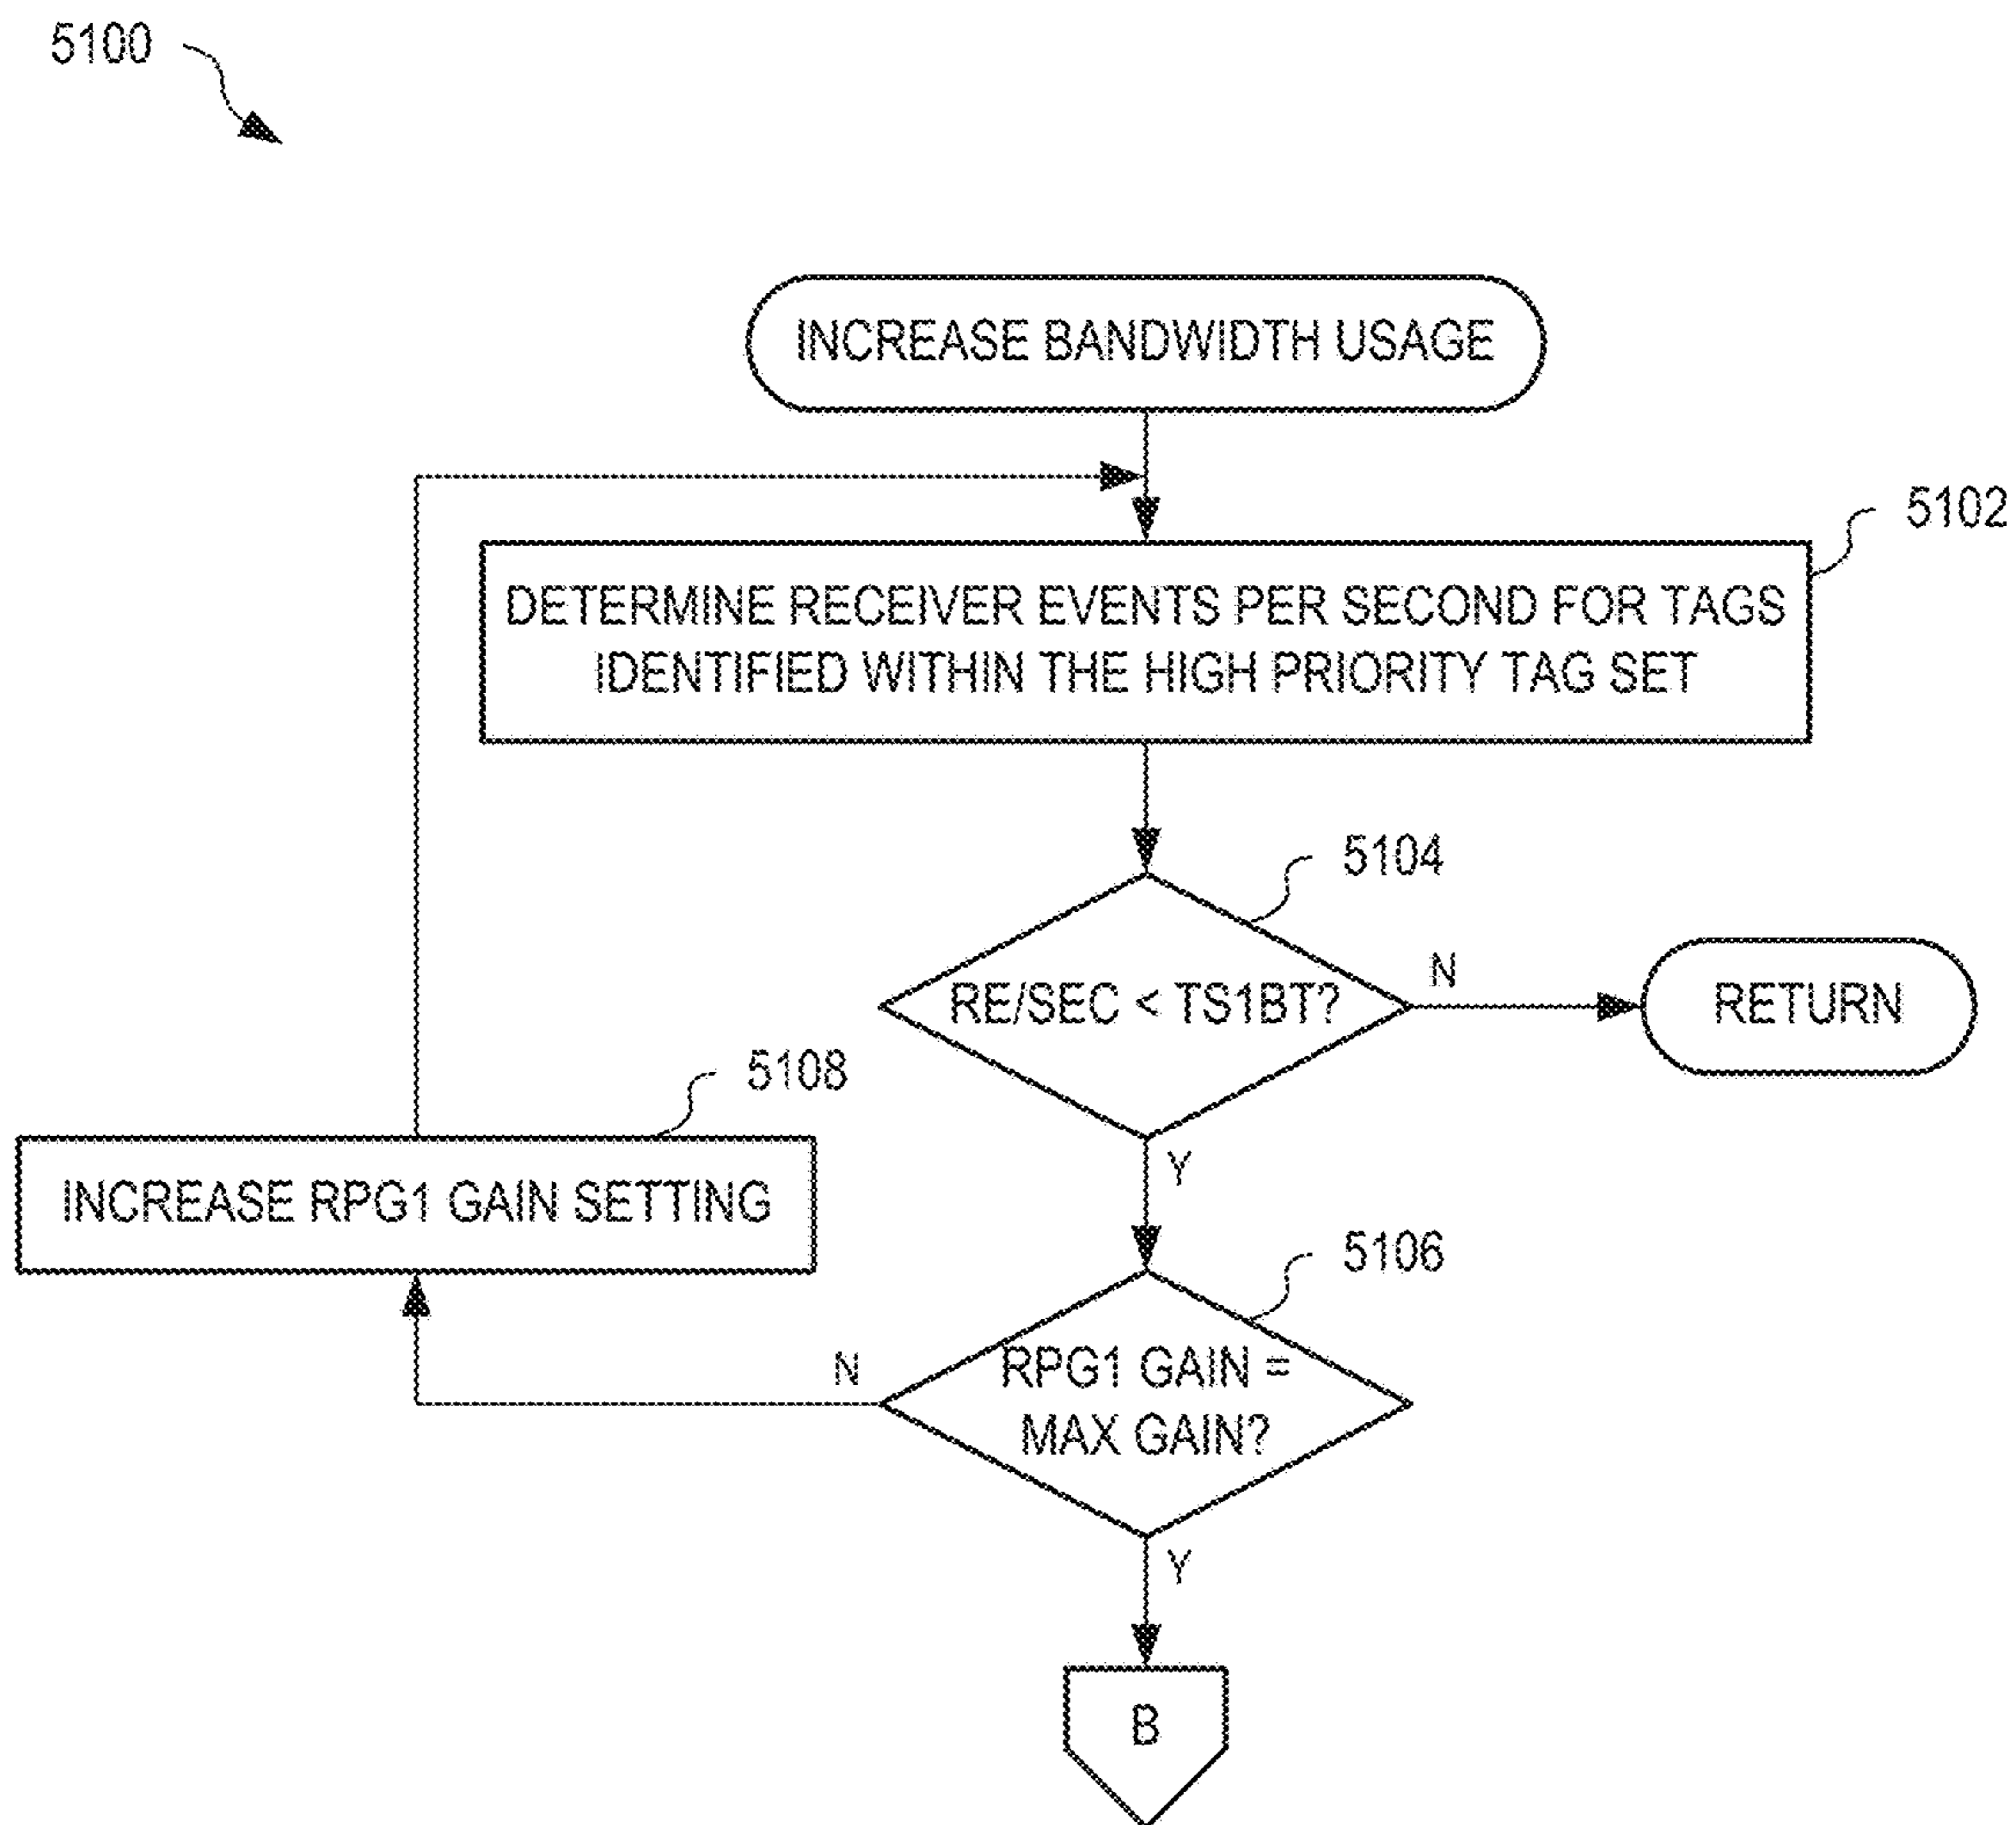 5100
INCREASE BANDWIDTH USAGE
5102
DETERMINE RECEIVER EVENTS PER SECOND FOR TAGS
IDENTIFIED WITHIN THE HIGH PRIORITY TAG SET
5104
RE/SEC < TS1BT?
N
RETURN
Y
5108
INCREASE RPG1 GAIN SETTING
5106
RPG1 GAIN =
MAX GAIN?
N
Y
B